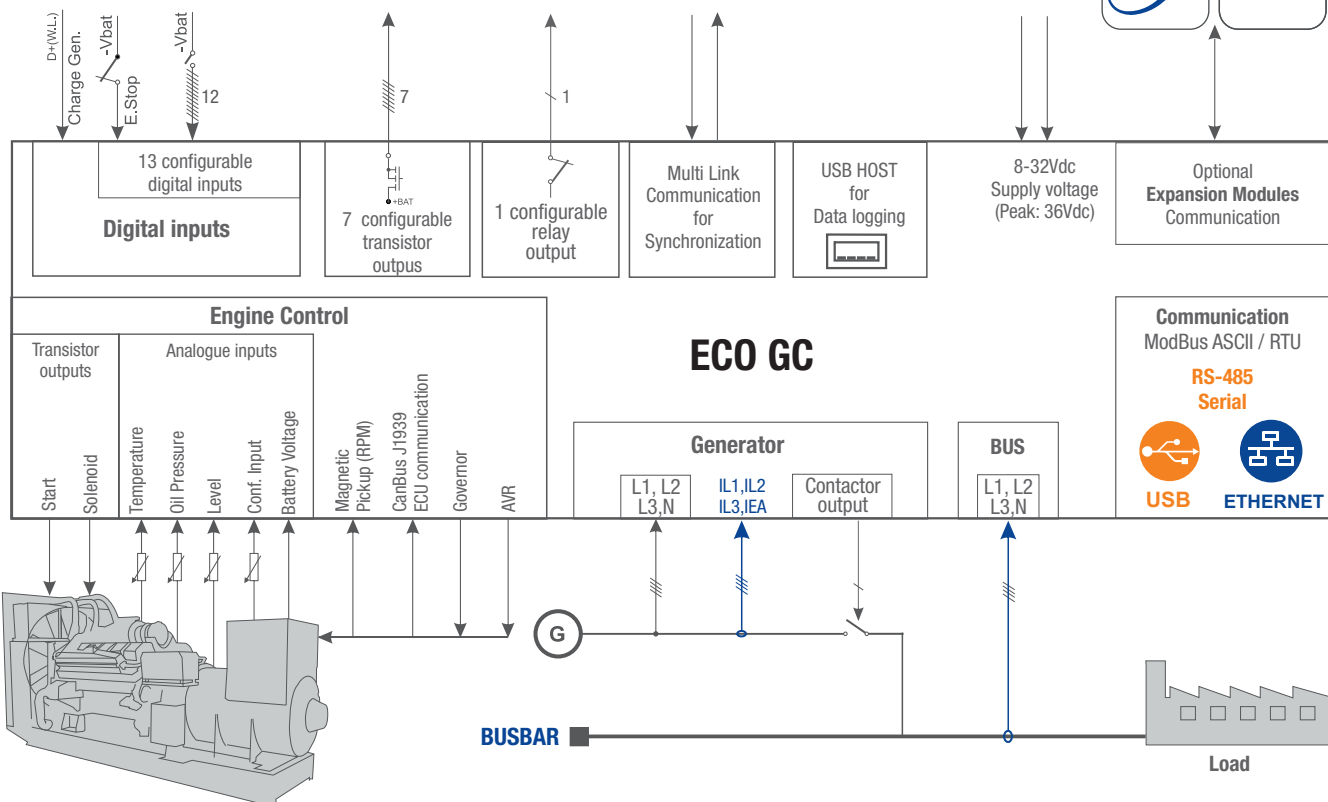 D+(W.L.)
Charge Gen.
-Vbat
E.Stop
-Vbat
12
7
1
13 configurable
digital inputs
Digital inputs
+BAT
7 configurable
transistor
outpus
1 configurable
relay
output
Multi Link
Communication
for
Synchronization
USB HOST
for
Data logging
8-32Vdc
Supply voltage
(Peak: 36Vdc)
Optional
Expansion Modules
Communication
Engine Control
Transistor
outputs
Analogue inputs
Start
Solenoid
Temperature
Oil Pressure
Level
Conf. Input
Battery Voltage
Magnetic
Pickup (RPM)
CanBus J1939
ECU communication
Governor
AVR
ECO GC
Generator
L1, L2
L3,N
IL1,IL2
IL3,IEA
Contactor
output
BUS
L1, L2
L3,N
Communication
ModBus ASCII / RTU
RS-485
Serial
USB
ETHERNET
G
BUSBAR
Load